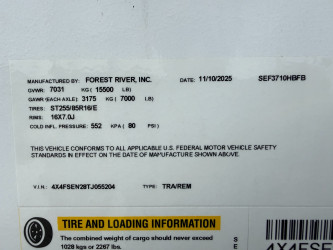 MANUFACTURED BY: FOREST RIVER, INC. DATE: 11/10/2025 SEF3710HBFB
GVWR: 7031 KG ( 15500 LB)
GAWR (EACH AXLE): 3175 KG ( 7000 LB)
TIRES: ST255/85R16/E
RIMS: 16X7.0J
COLD INFL. PRESSURE: 552 KPA ( 80 PSI)
THIS VEHICLE CONFORMS TO ALL APPLICABLE U.S. FEDERAL MOTOR VEHICLE SAFETY
STANDARDS IN EFFECT ON THE DATE OF MANUFACTURE SHOWN ABOVE.
V.I.N.: 4X4FSEN28TJ055204 TYPE: TRA/REM
TIRE AND LOADING INFORMATION
The combined weight of cargo should never exceed
1028 kg or 2267 lbs.
S
E
4X4FSE